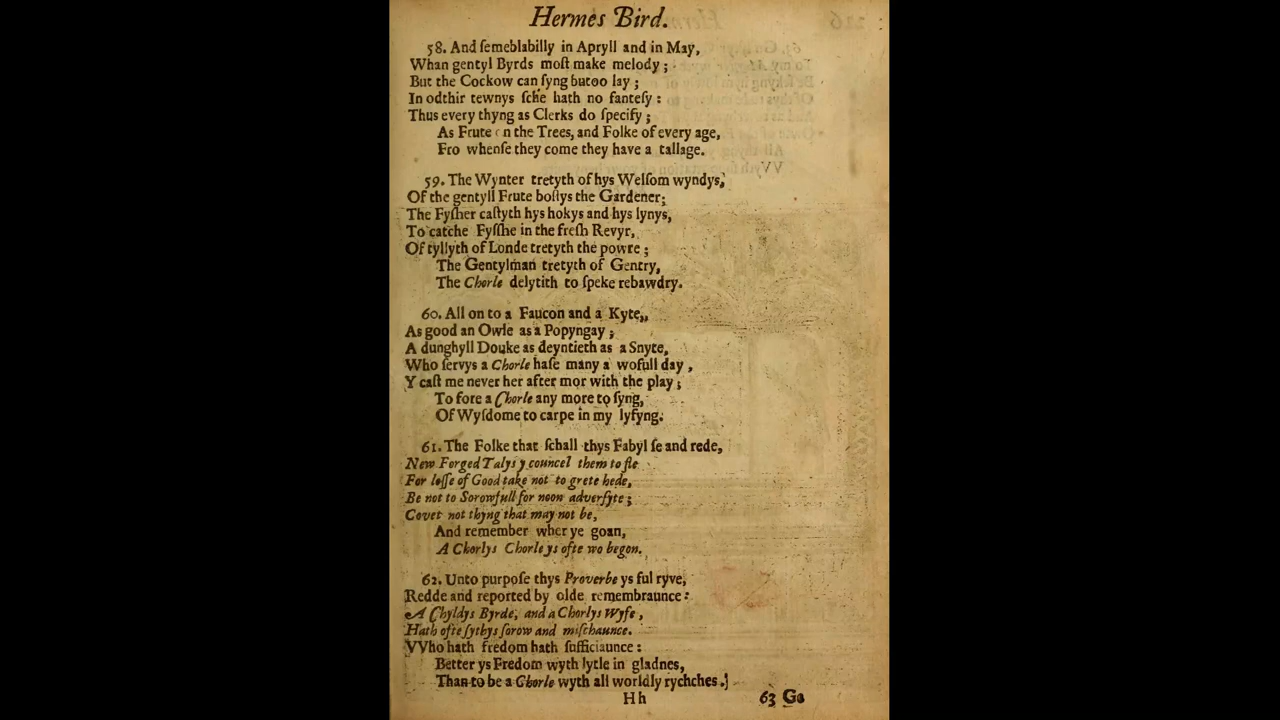 Hermes Bird.
58. And ſemeblabilly in Apryll and in May,
Whan gentyl Byrds moſt make melody ;
But the Cockow can ſyng but oo lay ;
In odthir tewnys ſche hath no fanteſy :
Thus every thyng as Clerks do ſpecify ;
As Frute on the Trees, and Folke of every age,
Fro whenſe they come they have a tallage.
59. The Wynter tretyth of hys Welſom wyndys,
Of the gentyll Frute boſtys the Gardener;
The Fyſher caſtyth hys hokys and hys lynys,
To catche Fyſſhe in the freſh Revyr,
Of tyllyth of Londe tretyth the powre ;
The Gentylman tretyth of Gentry,
The Chorle delytith to ſpeke rebawdry.
60. All on to a Faucon and a Kyte,
As good an Owle as a Popyngay ;
A dunghyll Douke as deyntieth as a Snyte,
Who ſervys a Chorle haſe many a wofull day ,
Y caſt me never her after mor with the play ;
To fore a Chorle any more to ſyng,
Of Wyſdome to carpe in my lyſyng.
61. The Folke that ſchall thys Fabyl ſe and rede,
New Forged Talys y councel them to fle
For loſſe of Good take not to grete hede,
Be not to Sorowfull for noon adverſyte ;
Covet not thyng that may not be,
And remember wher ye goan,
A Chorlys Chorle ys ofte wo begon.
62. Unto purpoſe thys Proverbe ys ful ryve,
Redde and reported by olde remembraunce :
A Chyldys Byrde, and a Chorlys Wyfe ,
Hath ofte ſythys ſorow and miſchaunce.
VVho hath fredom hath ſufficiaunce :
Better ys Fredom wyth lytle in gladnes,
Than to be a Chorle wyth all worldly rychches.]
Hh
63 Go